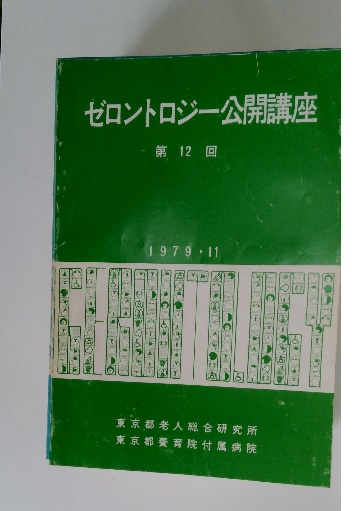 ゼロントロジー公開講座
第 12 回
1979・11
東京都老人総合研究所
東京都養育院付属病院